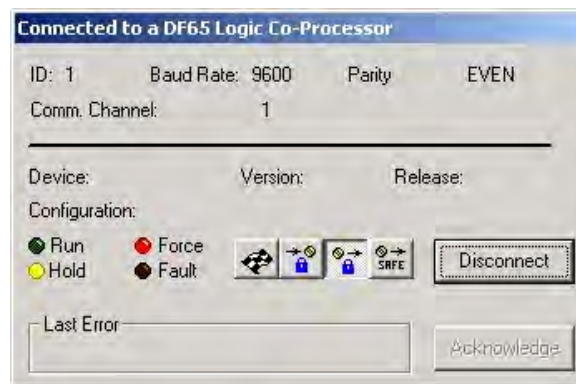 Connected to a DF65 Logic Co-Processor
ID: 1 Baud Rate: 9600 Parity EVEN
Comm. Channel: 1
Device: Version: Release:
Configuration:
Run Force
Hold Fault
SAFE
Disconnect
Last Error
Acknowledge